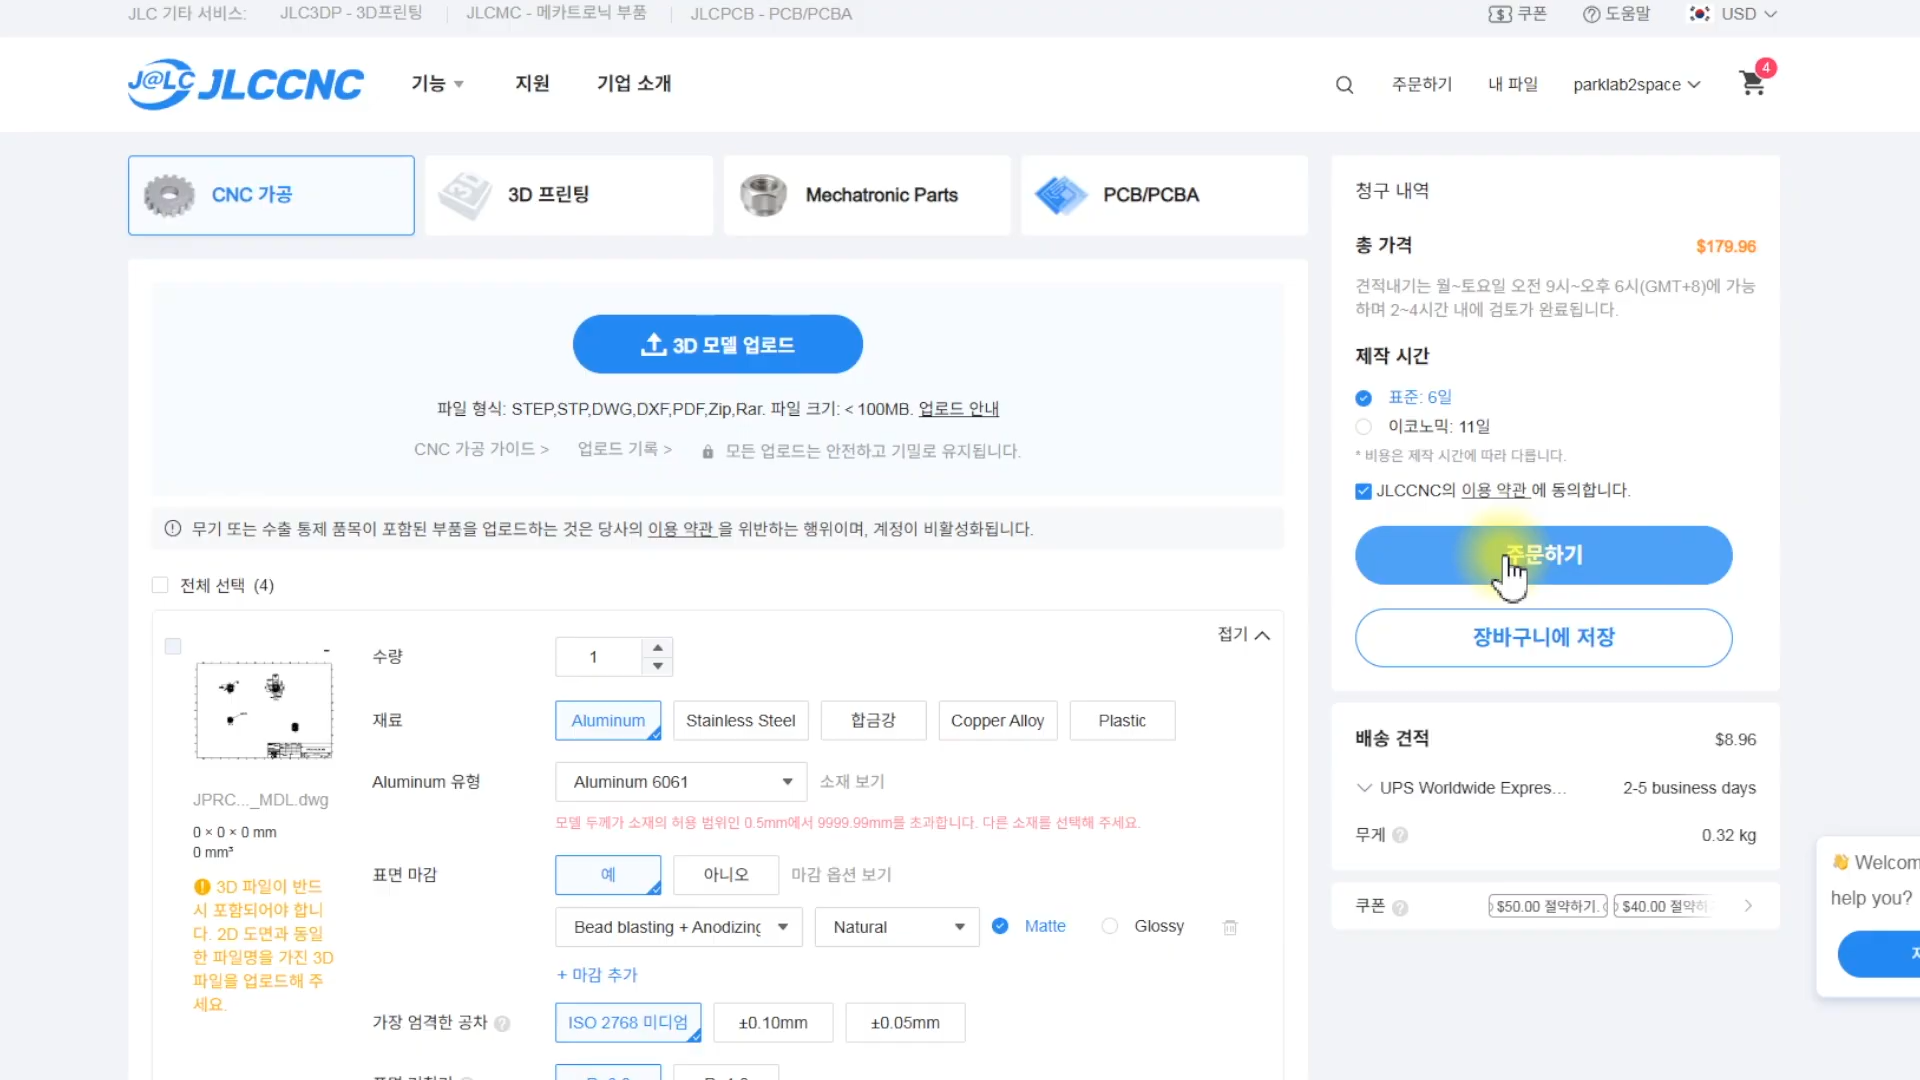 JLC 기타 서비스:
JLC3DP - 3D프린팅
JLCMC - 메카트로닉 부품
JLCPCB - PCB/PCBA
쿠폰
도움말
USD
J@LC JLCCNC
기능
지원
기업 소개
주문하기
내 파일
parklab2space
4
CNC 가공
3D 프린팅
Mechatronic Parts
PCB/PCBA
3D 모델 업로드
파일 형식: STEP,STP,DWG,DXF,PDF,Zip,Rar. 파일 크기: < 100MB. 업로드 안내
CNC 가공 가이드 >
업로드 기록 >
모든 업로드는 안전하고 기밀로 유지됩니다.
무기 또는 수출 통제 품목이 포함된 부품을 업로드하는 것은 당사의 이용 약관 을 위반하는 행위이며, 계정이 비활성화됩니다.
전체 선택 (4)
접기
JPRC..._MDL.dwg
0 × 0 × 0 mm
0 mm³
3D 파일이 반드
시 포함되어야 합니
다. 2D 도면과 동일
한 파일명을 가진 3D
파일을 업로드해 주
세요.
수량
1
재료
Aluminum
Stainless Steel
합금강
Copper Alloy
Plastic
Aluminum 유형
Aluminum 6061
소재 보기
모델 두께가 소재의 허용 범위인 0.5mm에서 9999.99mm를 초과합니다. 다른 소재를 선택해 주세요.
표면 마감
예
아니오
마감 옵션 보기
Bead blasting + Anodizing
Natural
Matte
Glossy
+ 마감 추가
가장 엄격한 공차
ISO 2768 미디엄
±0.10mm
±0.05mm
청구 내역
총 가격
$179.96
견적내기는 월~토요일 오전 9시~오후 6시(GMT+8)에 가능
하며 2~4시간 내에 검토가 완료됩니다.
제작 시간
표준: 6일
이코노믹: 11일
* 비용은 제작 시간에 따라 다릅니다.
JLCCNC의 이용 약관 에 동의합니다.
주문하기
장바구니에 저장
배송 견적
$8.96
UPS Worldwide Expres...
2-5 business days
무게
0.32 kg
쿠폰
$50.00 절약하기.
$40.00 절약하
Welcom
help you?